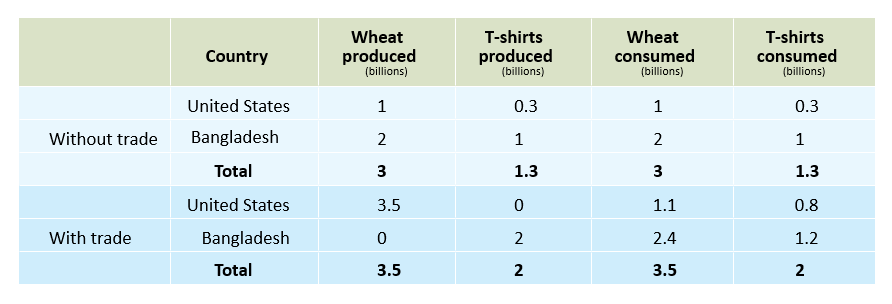 Country Wheat produced (billions) T-shirts produced (billions) Wheat consumed (billions) T-shirts consumed (billions)
United States 1 0.3 1 0.3
Without trade Bangladesh 2 1 2 1
Total 3 1.3 3 1.3
United States 3.5 0 1.1 0.8
With trade Bangladesh 0 2 2.4 1.2
Total 3.5 2 3.5 2